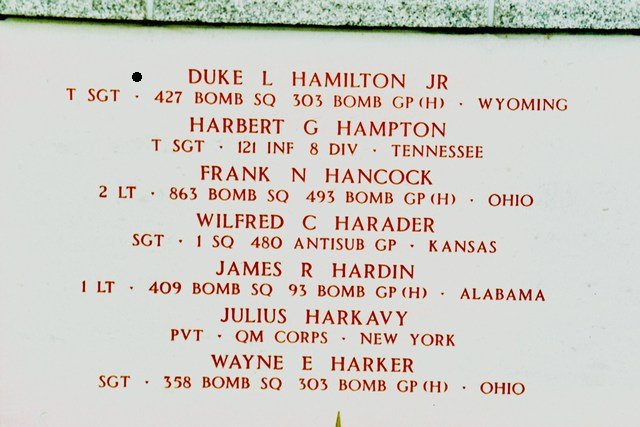 DUKE L HAMILTON JR
T SGT · 427 BOMB SQ 303 BOMB GP (H) · WYOMING
HARBERT G HAMPTON
T SGT · 121 INF 8 DIV · TENNESSEE
FRANK N HANCOCK
2 LT · 863 BOMB SQ 493 BOMB GP (H) · OHIO
WILFRED C HARADER
SGT · 1 SQ 480 ANTISUB GP · KANSAS
JAMES R HARDIN
1 LT · 409 BOMB SQ 93 BOMB GP (H) · ALABAMA
JULIUS HARKAVY
PVT · QM CORPS · NEW YORK
WAYNE E HARKER
SGT · 358 BOMB SQ 303 BOMB GP (H) · OHIO